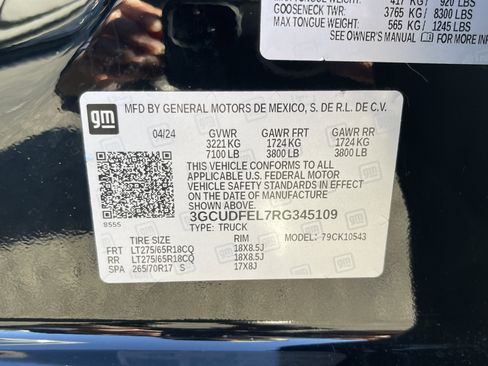 417 KG/ 920 LBS
GOOSENECK TWR: 3765 KG/ 8300 LBS
MAX TONGUE WEIGHT: 565 KG/ 1245 LBS
SEE OWNER'S MANUAL FOR MORE INFOR
gm
MFD BY GENERAL MOTORS DE MEXICO, S. DE R.L. DE C.V.
04/24 GVWR GAWR FRT GAWR RR
3221 KG 1724 KG 1724 KG
7100 LB 3800 LB 3800 LB
THIS VEHICLE CONFORMS TO ALL
APPLICABLE U.S. FEDERAL MOTOR
VEHICLE SAFETY STANDARDS IN EFFECT
ON THE DATE OF MANUFACTURE
SHOWN ABOVE.
3GCUDFEL7RG345109
TYPE: TRUCK
8555
TIRE SIZE RIM MODEL: 79CK10543
FRT LT275/65R18CQ 18X8.5J
RR LT275/65R18CQ 18X8.5J
SPA 265/70R17 S 17X8J